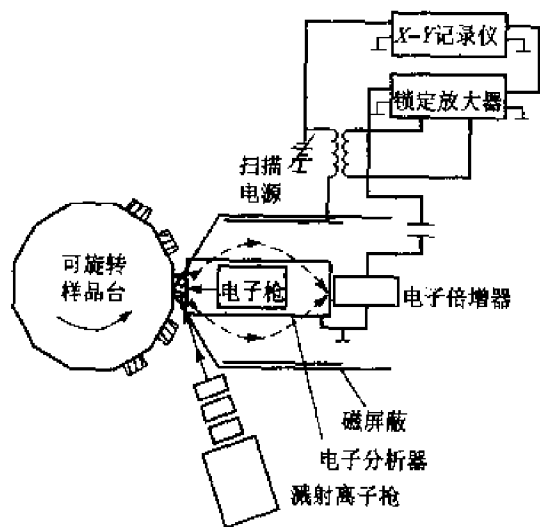 X-Y记录仪
锁定放大器
扫描
电源
可旋转
样品台
电子枪
电子倍增器
磁屏蔽
电子分析器
溅射离子枪